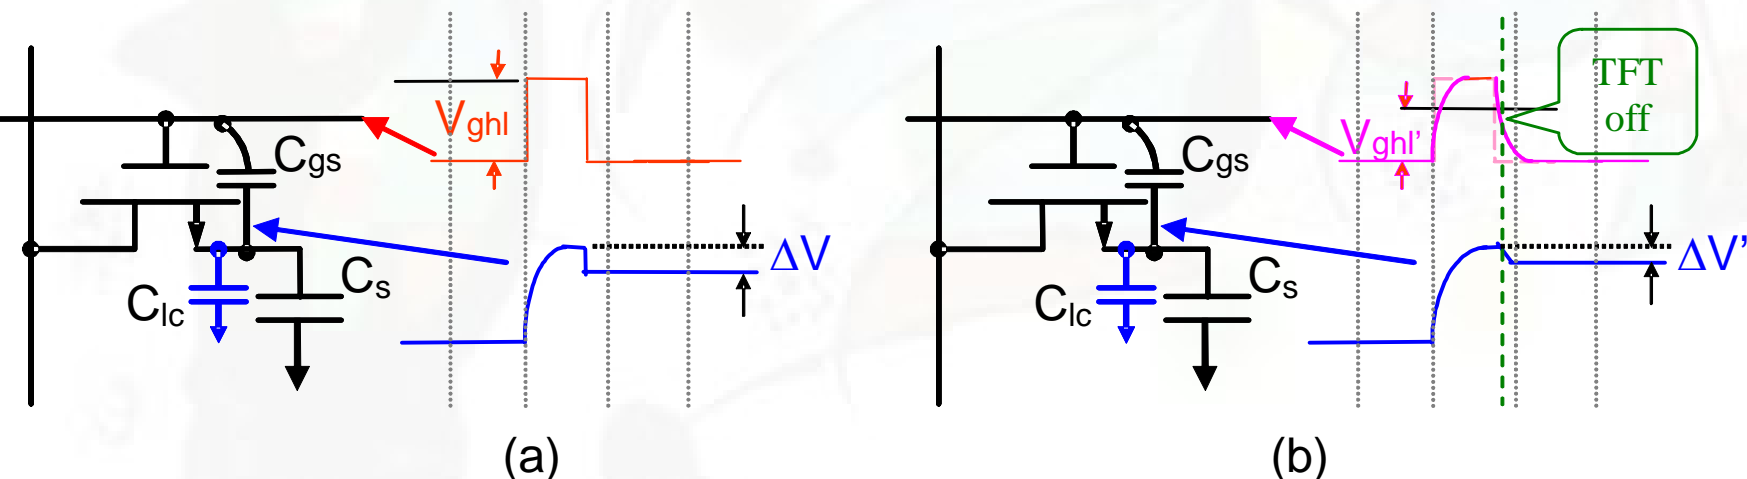 Vghl
Cgs
Cs
Clc
ΔV
(a)
TFT
off
Vghl'
Cgs
Cs
Clc
ΔV'
(b)